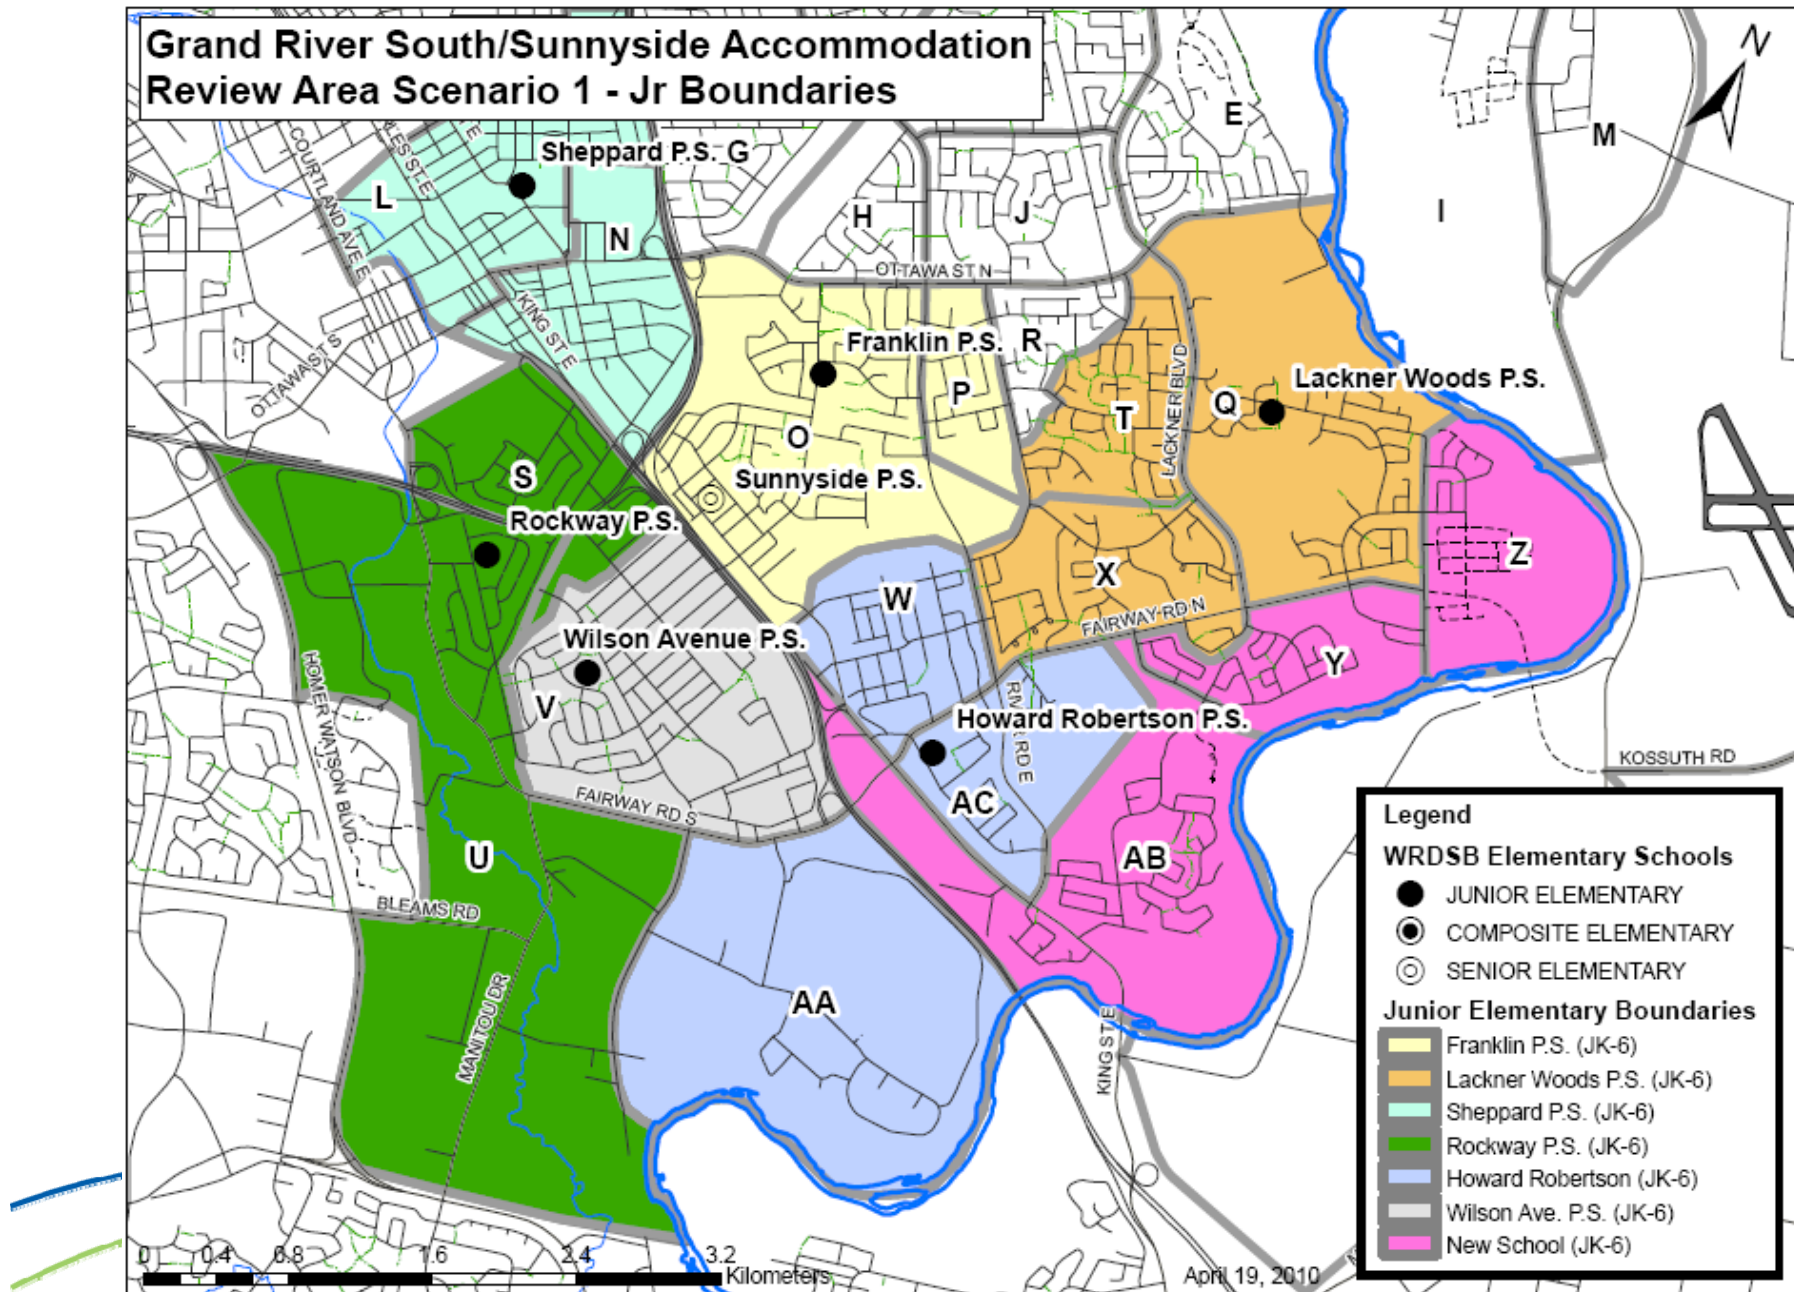 Grand River South/Sunnyside Accommodation
Review Area Scenario 1 - Jr Boundaries
N
E
M
COURTLAND AVE E
Sheppard P.S.
G
L
H
J
I
N
OTTAWA ST N
KING ST E
OTTAWA ST S
Franklin P.S.
R
P
LACKNER BLVD
Lackner Woods P.S.
T
Q
O
S
Sunnyside P.S.
Rockway P.S.
Z
X
W
FAIRWAY RD N
Wilson Avenue P.S.
Y
HOMER WATSON BLVD
V
RIVER RD E
Howard Robertson P.S.
KOSSUTH RD
FAIRWAY RD S
AC
U
AB
BLEAMS RD
MANITOU DR
AA
KING ST E
Legend
WRDSB Elementary Schools
JUNIOR ELEMENTARY
COMPOSITE ELEMENTARY
SENIOR ELEMENTARY
Junior Elementary Boundaries
Franklin P.S. (JK-6)
Lackner Woods P.S. (JK-6)
Sheppard P.S. (JK-6)
Rockway P.S. (JK-6)
Howard Robertson (JK-6)
Wilson Ave. P.S. (JK-6)
New School (JK-6)
0 0.4 0.8 1.6 2.4 3.2
Kilometers
April 19, 2010